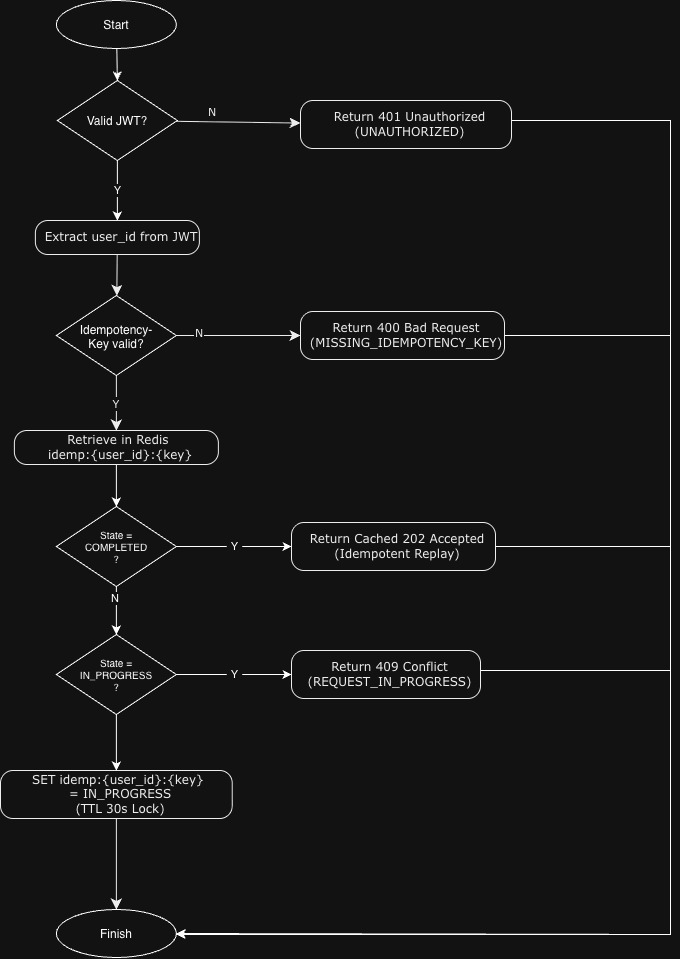 Start
Valid JWT?
N
Return 401 Unauthorized
(UNAUTHORIZED)
Y
Extract user_id from JWT
Idempotency-
Key valid?
N
Return 400 Bad Request
(MISSING_IDEMPOTENCY_KEY)
Y
Retrieve in Redis
idemp:{user_id}:{key}
State =
COMPLETED
?
Y
Return Cached 202 Accepted
(Idempotent Replay)
N
State =
IN_PROGRESS
?
Y
Return 409 Conflict
(REQUEST_IN_PROGRESS)
SET idemp:{user_id}:{key}
= IN_PROGRESS
(TTL 30s Lock)
Finish